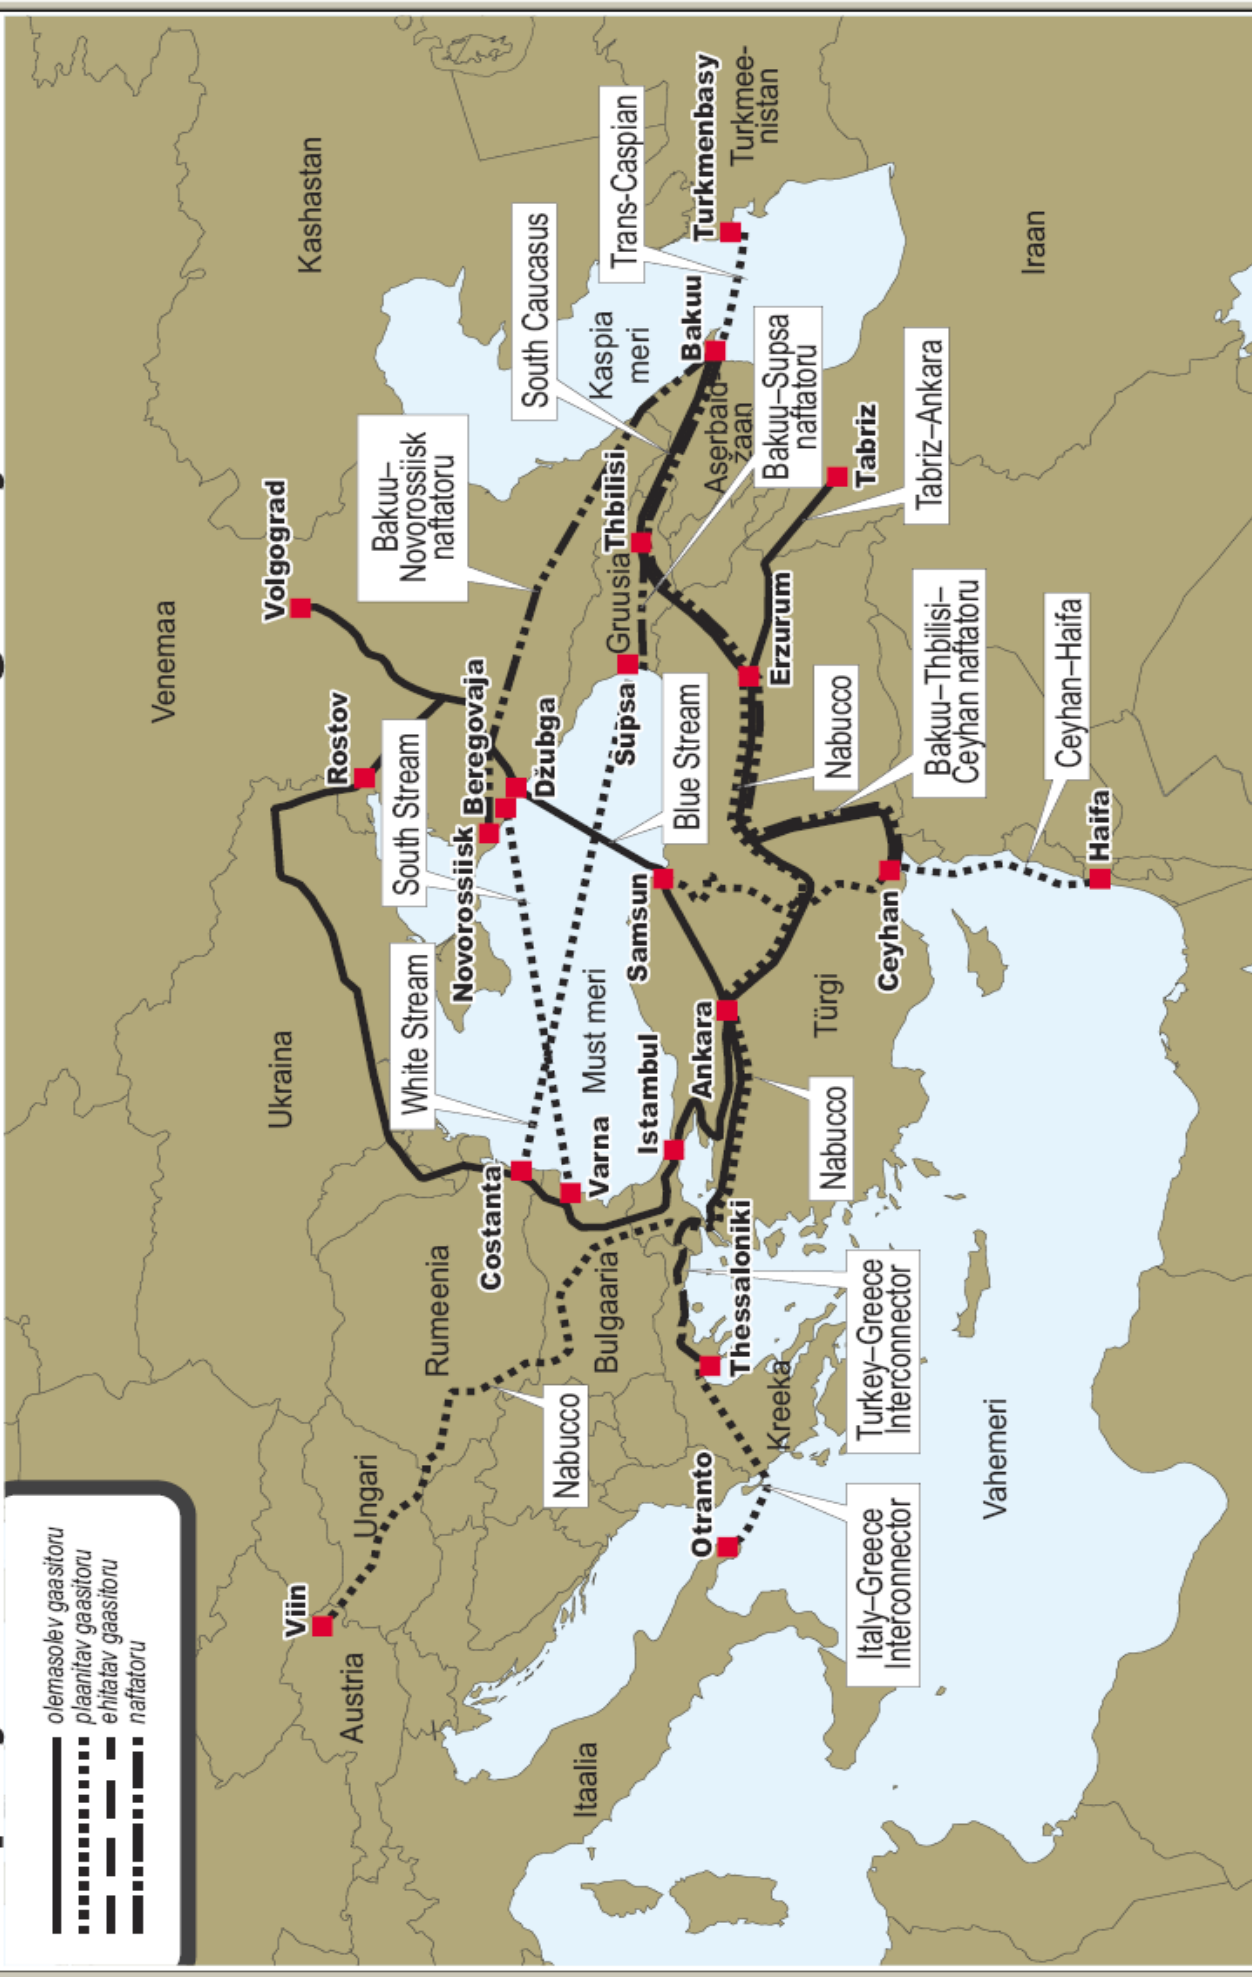 olemasolev gaasitoru
plaanitav gaasitoru
ehitatav gaasitoru
naftatoru
Venemaa
Kashastan
Volgograd
Ukraina
Rostov
Viin
Austria
Ungari
Bakuu–
Novorossiisk
naftatoru
South Stream
White Stream
Rumeenia
Novorossiisk
Beregovaja
Džubga
South Caucasus
Kaspia
meri
Trans-Caspian
Turkmenbasy
Turkmee-
nistan
Costanta
Varna
Must meri
Supsa
Gruusia
Thbilisi
Bakuu
Aserbaid-
žaan
Bakuu–Supsa
naftatoru
Nabucco
Bulgaaria
Itaalia
Istambul
Samsun
Blue Stream
Ankara
Otranto
Thessaloniki
Kreeka
Erzurum
Tabriz
Tabriz–Ankara
Iraan
Nabucco
Türgi
Nabucco
Ceyhan
Bakuu–Thbilisi–
Ceyhan naftatoru
Italy–Greece
Interconnector
Turkey–Greece
Interconnector
Vahemeri
Ceyhan–Haifa
Haifa